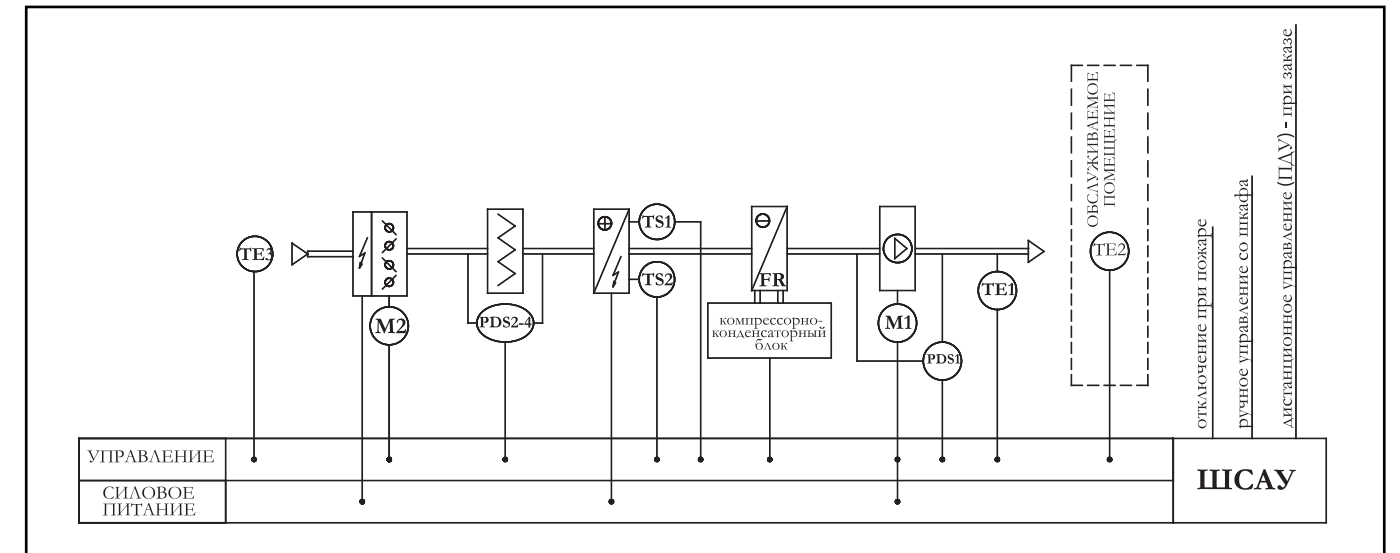 ОБСЛУЖИВАЕМОЕ
ПОМЕЩЕНИЕ
отключение при пожаре
ручное управление со шкафа
дистанционное управление (ПДУ) - при заказе
TE3
M2
PDS2-4
TS1
TS2
FR
компрессорно-
конденсаторный
блок
M1
PDS1
TE1
TE2
УПРАВЛЕНИЕ
СИЛОВОЕ
ПИТАНИЕ
ШСАУ